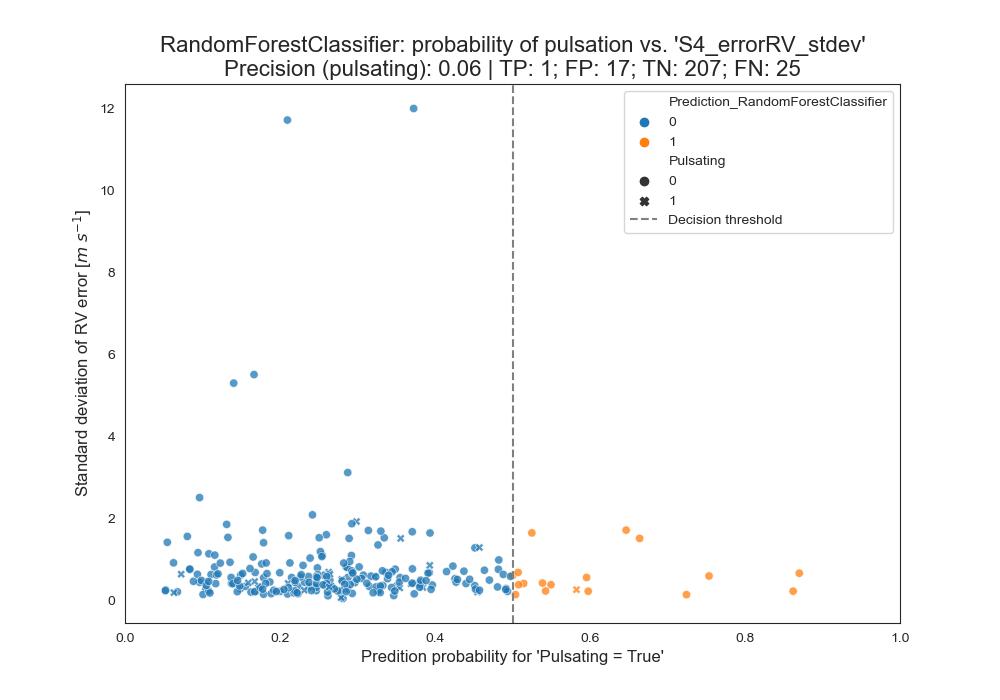 RandomForestClassifier: probability of pulsation vs. 'S4_errorRV_stdev'
Precision (pulsating): 0.06 | TP: 1; FP: 17; TN: 207; FN: 25
Prediction_RandomForestClassifier
0
1
Pulsating
0
1
Decision threshold
Standard deviation of RV error [m s⁻¹]
12
10
8
6
4
2
0
0.0 0.2 0.4 0.6 0.8 1.0
Predition probability for 'Pulsating = True'